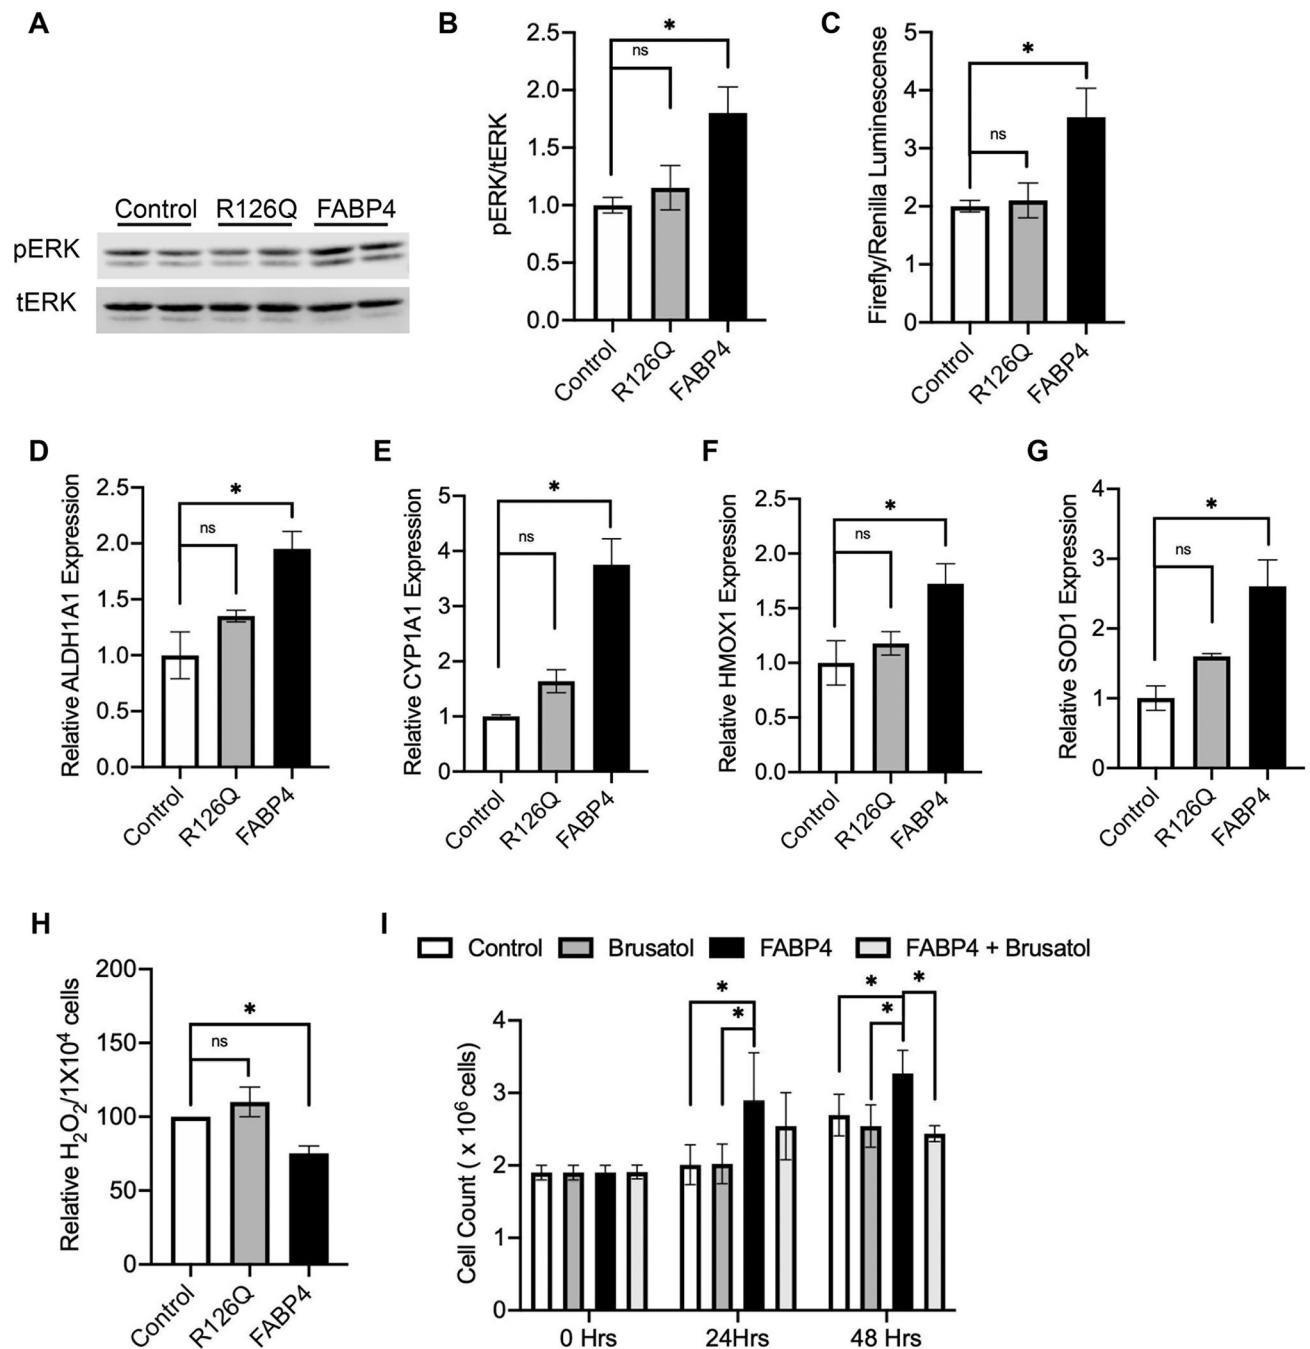 A
Control R126Q FABP4
pERK
tERK
B
pERK/tERK
2.5
2.0
1.5
1.0
0.5
0.0
*
ns
Control
R126Q
FABP4
C
Firefly/Renilla Luminescense
5
4
3
2
1
0
*
ns
Control
R126Q
FABP4
D
Relative ALDH1A1 Expression
2.5
2.0
1.5
1.0
0.5
0.0
*
ns
Control
R126Q
FABP4
E
Relative CYP1A1 Expression
5
4
3
2
1
0
*
ns
Control
R126Q
FABP4
F
Relative HMOX1 Expression
2.5
2.0
1.5
1.0
0.5
0.0
*
ns
Control
R126Q
FABP4
G
Relative SOD1 Expression
4
3
2
1
0
*
ns
Control
R126Q
FABP4
H
Relative H2O2/1X10⁴ cells
200
150
100
50
0
*
ns
Control
R126Q
FABP4
I
Control Brusatol FABP4 FABP4 + Brusatol
Cell Count ( x 10⁶ cells)
4
3
2
1
0
*
*
*
*
*
0 Hrs 24Hrs 48 Hrs